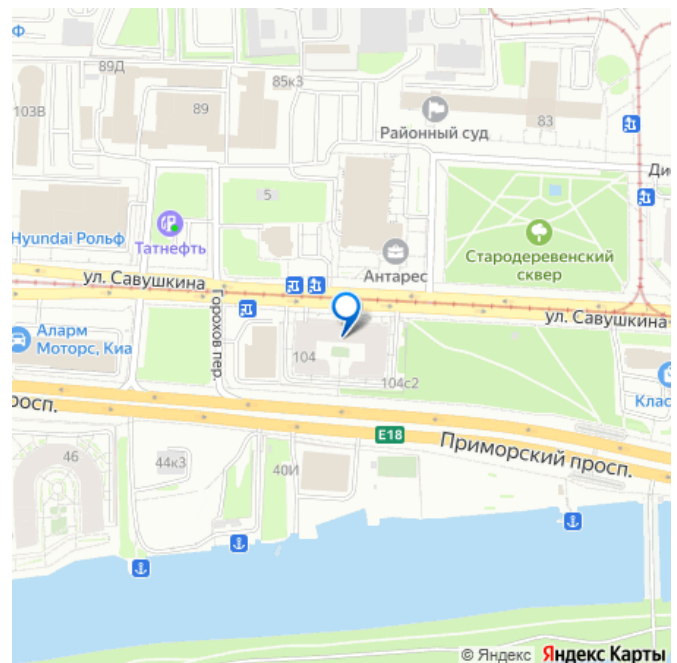 Ф
89Д
85к3
103В
89
83
Районный суд
5
Hyundai Рольф
Татнефть
Антарес
Стародеревенский
сквер
Ди
ул. Савушкина
ул. Савушкина
Горохов пер.
Аларм
Моторс, Киа
104
104с2
Клас
осп.
E18
Приморский просп.
46
44к3
40И
© Яндекс Яндекс Карты